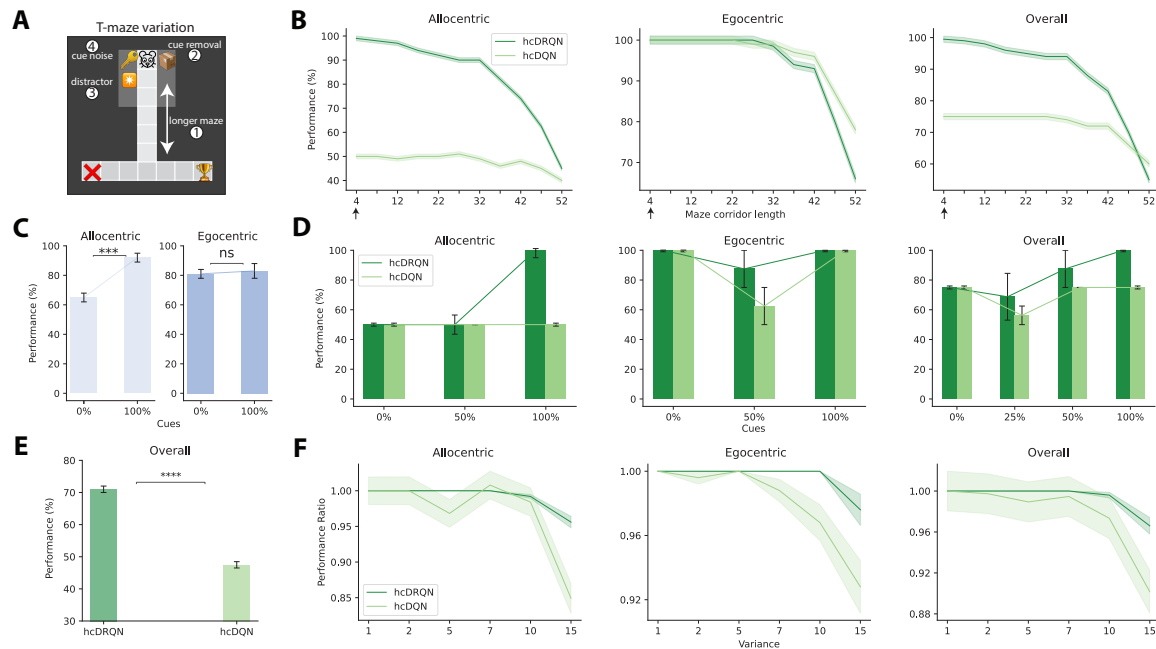 A
T-maze variation
4
cue noise
cue removal
2
distractor
3
longer maze
1
B
Allocentric
Egocentric
Overall
hcDRQN
hcDQN
Performance (%)
100
90
80
70
60
50
40
100
90
80
70
100
90
80
70
60
4 12 22 32 42 52
4 12 22 32 42 52
4 12 22 32 42 52
Maze corridor length
C
Allocentric
Egocentric
***
ns
Performance (%)
100
80
60
40
20
0
100
80
60
40
20
0
0% 100%
0% 100%
Cues
D
Allocentric
Egocentric
Overall
hcDRQN
hcDQN
Performance (%)
100
80
60
40
20
0
100
80
60
40
20
0
100
80
60
40
20
0
0% 50% 100%
0% 50% 100%
0% 25% 50% 100%
Cues
E
Overall
****
Performance (%)
80
70
60
50
40
30
hcDRQN hcDQN
F
Allocentric
Egocentric
Overall
Performance Ratio
1.00
0.95
0.90
0.85
1.00
0.96
0.92
1.00
0.96
0.92
0.88
hcDRQN
hcDQN
1 2 5 7 10 15
1 2 5 7 10 15
1 2 5 7 10 15
Variance